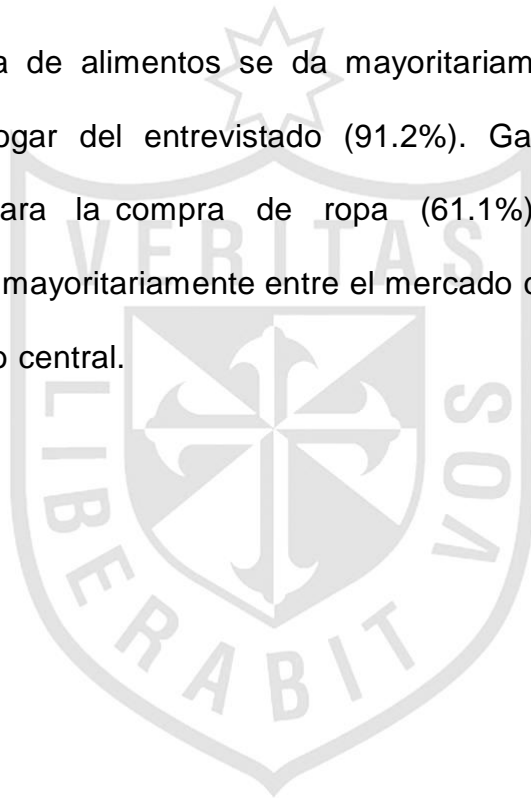 a de alimentos se da mayoritariam
ogar del entrevistado (91.2%). Ga
ara la compra de ropa (61.1%)
mayoritariamente entre el mercado
o central.
VERITAS
LIBERABIT
VOS